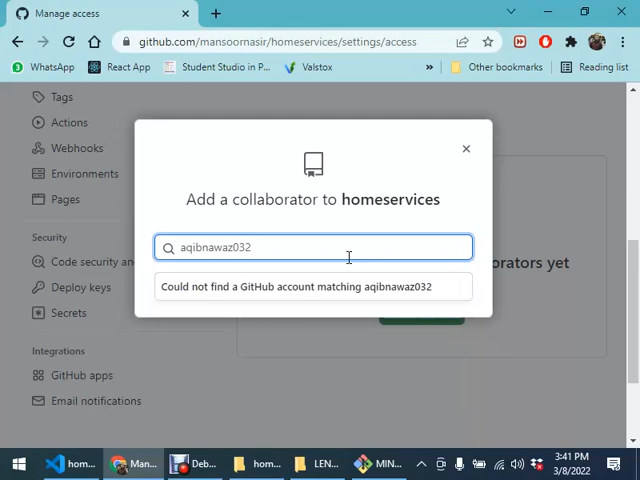 Manage access
github.com/mansoornasir/homeservices/settings/access
WhatsApp
React App
Student Studio in P...
Valstox
»
Other bookmarks
Reading list
Tags
Actions
Webhooks
Environments
Pages
Security
Code security an
Deploy keys
Secrets
Integrations
GitHub apps
Email notifications
Add a collaborator to homeservices
aqibnawaz032
Could not find a GitHub account matching aqibnawaz032
orators yet
hom...
Man...
Deb...
hom...
LEN...
MIN...
3:41 PM
3/8/2022